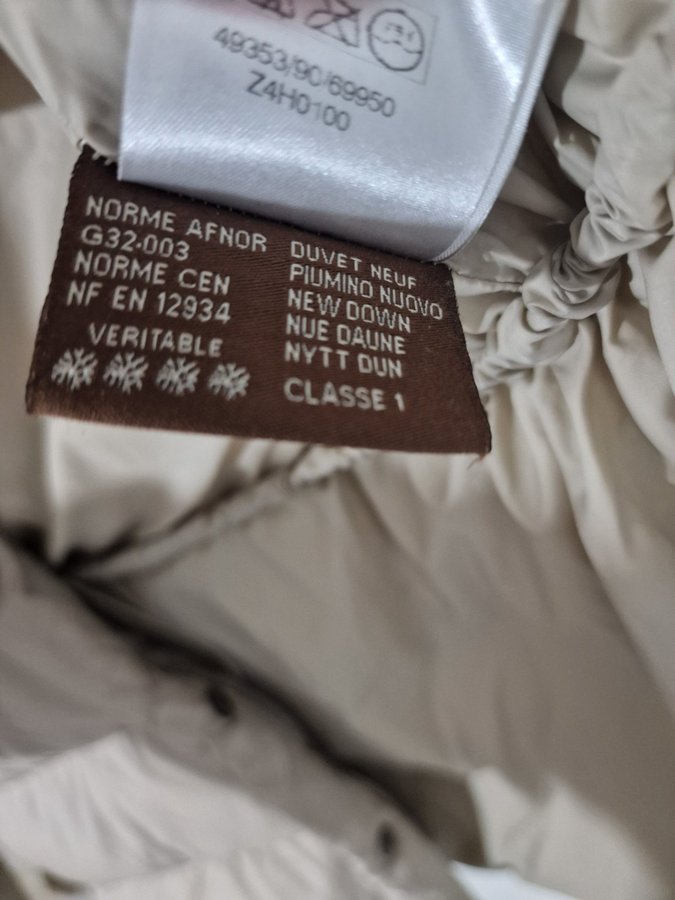 49353/90/69950
Z4H0100
NORME AFNOR
G32-003
NORME CEN
NF EN 12934
VERITABLE
DUVET NEUF
PIUMINO NUOVO
NEW DOWN
NUE DAUNE
NYTT DUN
CLASSE 1